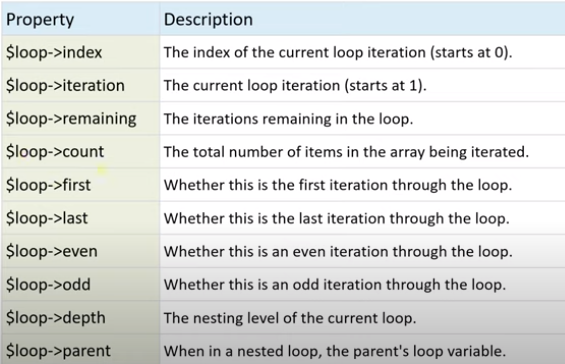 Property Description
$loop->index The index of the current loop iteration (starts at 0).
$loop->iteration The current loop iteration (starts at 1).
$loop->remaining The iterations remaining in the loop.
$loop->count The total number of items in the array being iterated.
$loop->first Whether this is the first iteration through the loop.
$loop->last Whether this is the last iteration through the loop.
$loop->even Whether this is an even iteration through the loop.
$loop->odd Whether this is an odd iteration through the loop.
$loop->depth The nesting level of the current loop.
$loop->parent When in a nested loop, the parent's loop variable.